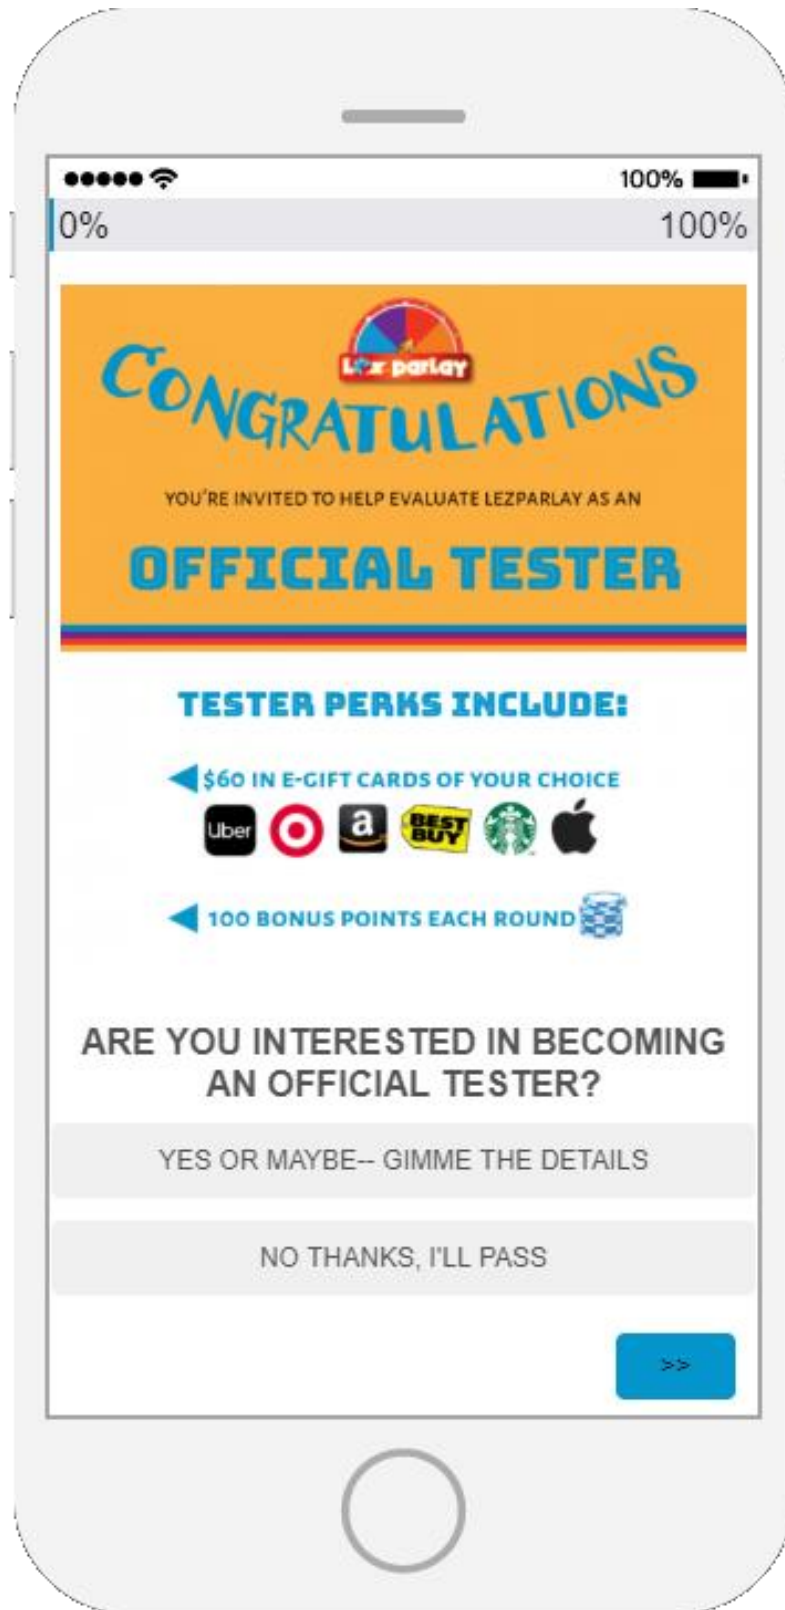 100%
0% 100%
Lez parlay
CONGRATULATIONS
YOU'RE INVITED TO HELP EVALUATE LEZPARLAY AS AN
OFFICIAL TESTER
TESTER PERKS INCLUDE:
$60 IN E-GIFT CARDS OF YOUR CHOICE
Uber a BEST BUY
100 BONUS POINTS EACH ROUND
ARE YOU INTERESTED IN BECOMING
AN OFFICIAL TESTER?
YES OR MAYBE-- GIMME THE DETAILS
NO THANKS, I'LL PASS
>>